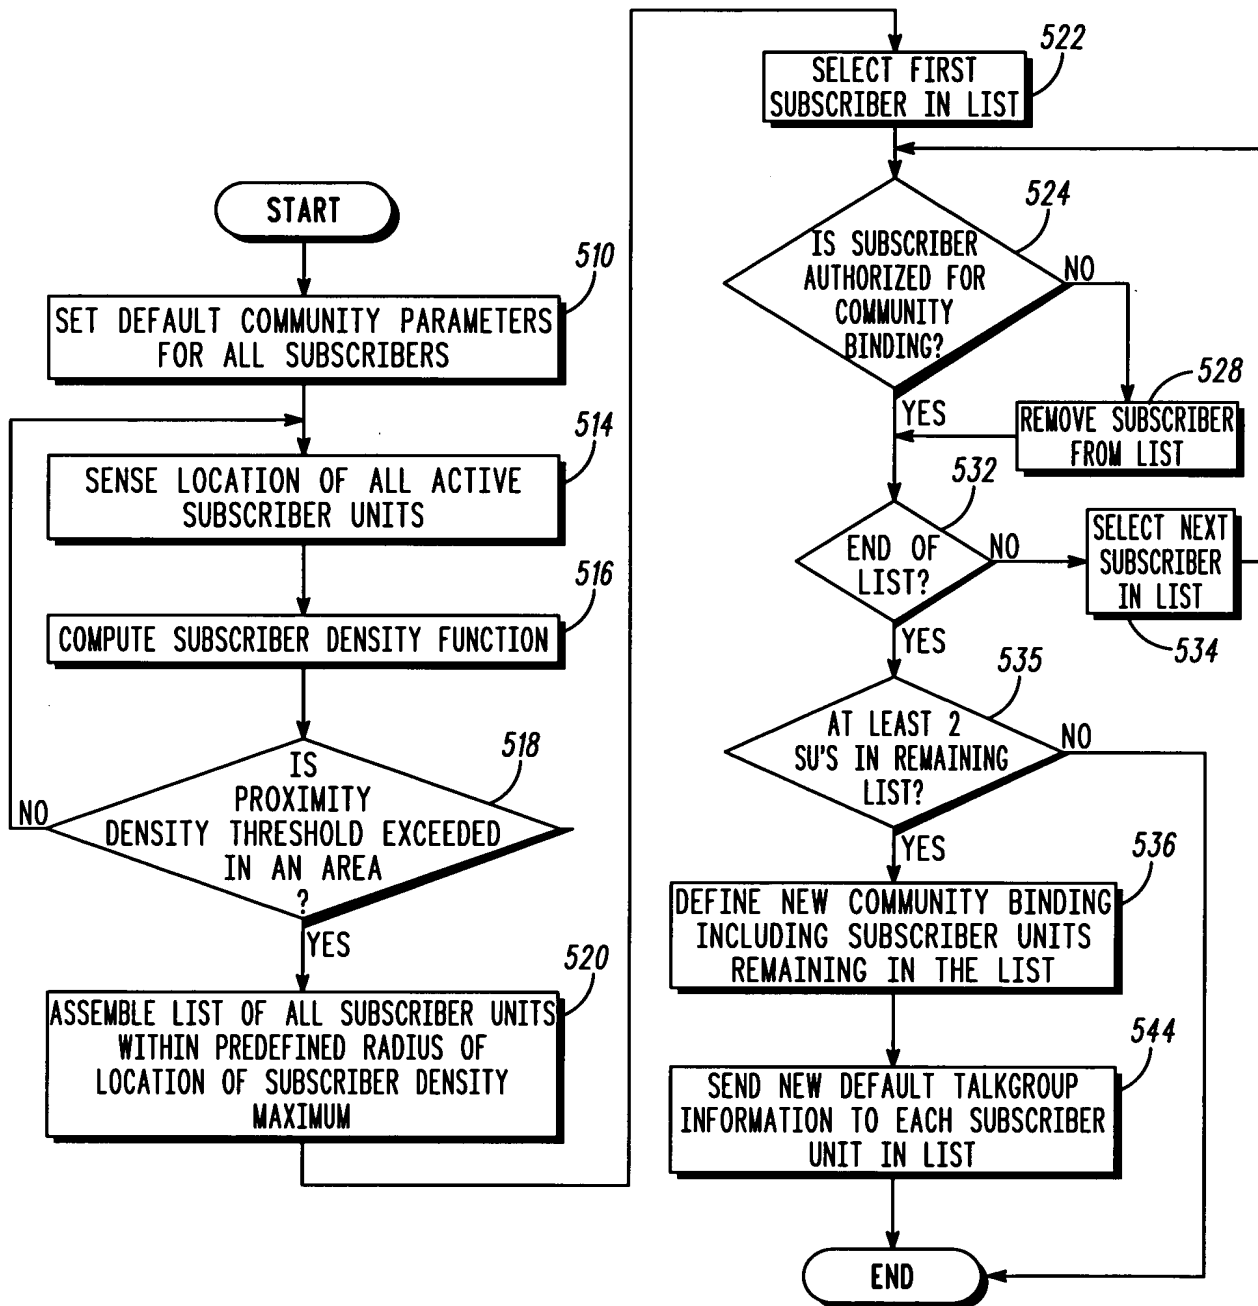 START
510
SET DEFAULT COMMUNITY PARAMETERS
FOR ALL SUBSCRIBERS
514
SENSE LOCATION OF ALL ACTIVE
SUBSCRIBER UNITS
516
COMPUTE SUBSCRIBER DENSITY FUNCTION
518
IS
PROXIMITY
DENSITY THRESHOLD EXCEEDED
IN AN AREA
?
NO
YES
520
ASSEMBLE LIST OF ALL SUBSCRIBER UNITS
WITHIN PREDEFINED RADIUS OF
LOCATION OF SUBSCRIBER DENSITY
MAXIMUM
522
SELECT FIRST
SUBSCRIBER IN LIST
524
IS SUBSCRIBER
AUTHORIZED FOR
COMMUNITY
BINDING?
NO
YES
528
REMOVE SUBSCRIBER
FROM LIST
532
END OF
LIST?
NO
SELECT NEXT
SUBSCRIBER
IN LIST
534
YES
535
AT LEAST 2
SU'S IN REMAINING
LIST?
NO
YES
536
DEFINE NEW COMMUNITY BINDING
INCLUDING SUBSCRIBER UNITS
REMAINING IN THE LIST
544
SEND NEW DEFAULT TALKGROUP
INFORMATION TO EACH SUBSCRIBER
UNIT IN LIST
END